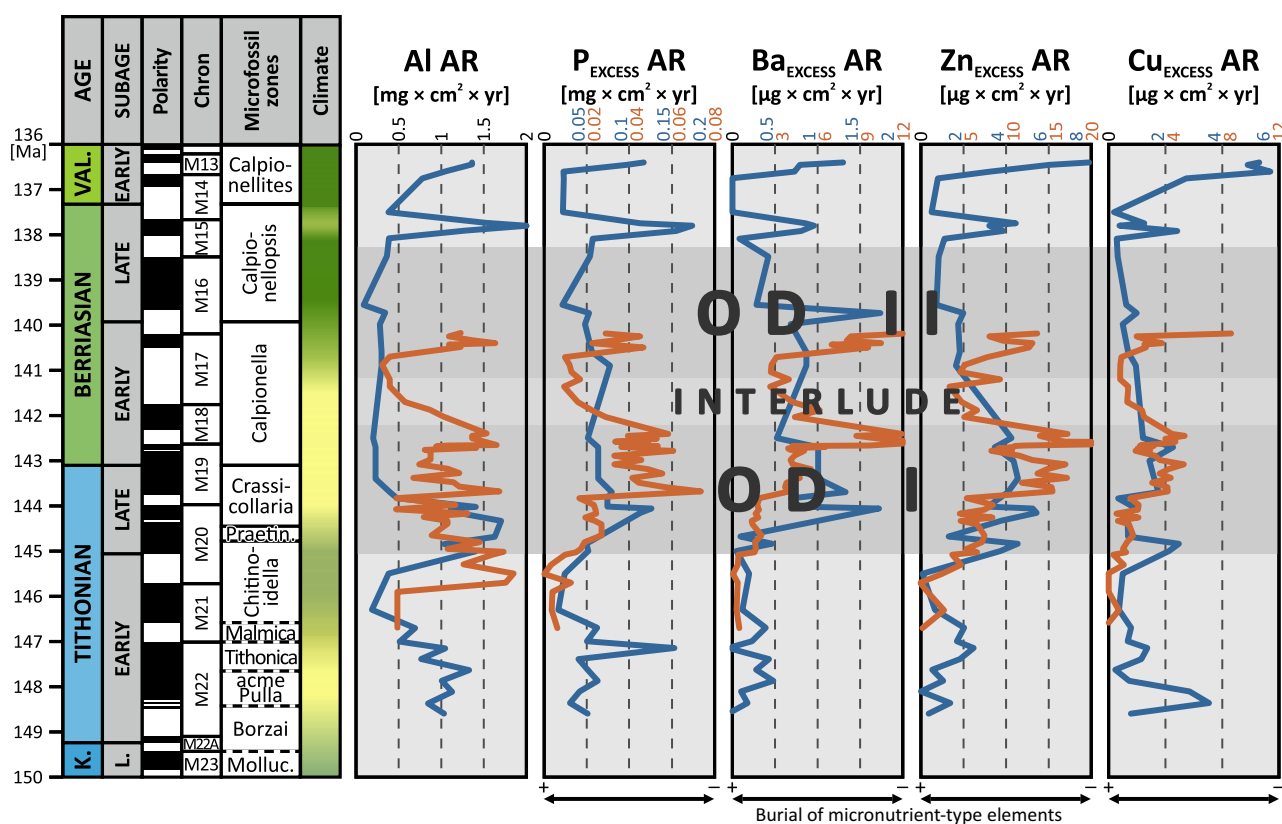 AGE
SUBAGE
Polarity
Chron
Microfossil
zones
Climate
Al AR
[mg × cm² × yr)
P EXCESS AR
[mg × cm² × yr)
Ba EXCESS AR
[µg × cm² × yr)
Zn EXCESS AR
[µg × cm² × yr)
Cu EXCESS AR
[µg × cm² × yr)
0 0.5 1 1.5 2
0 0.05 0.1 0.15 0.2
0.02 0.04 0.06 0.08
0 0.5 1 1.5
3 6 9 12
0 2 4 6 8
5 10 15 20
0 2 4 6
4 8 12
136
[Ma]
137
138
139
140
141
142
143
144
145
146
147
148
149
150
VAL.
BERRIASIAN
TITHONIAN
K.
EARLY
LATE
EARLY
LATE
EARLY
L.
M13
M14
M15
M16
M17
M18
M19
M20
M21
M22
M22A
M23
Calpio-
nellites
Calpio-
nellopsis
Calpionella
Crassi-
collaria
Praetin..
Chitino-
idella
Malmica
Tithonica
acme
Pulla
Borzai
Molluc.
OD II
INTERLUDE
OD I
+ − + − + − + −
Burial of micronutrient-type elements